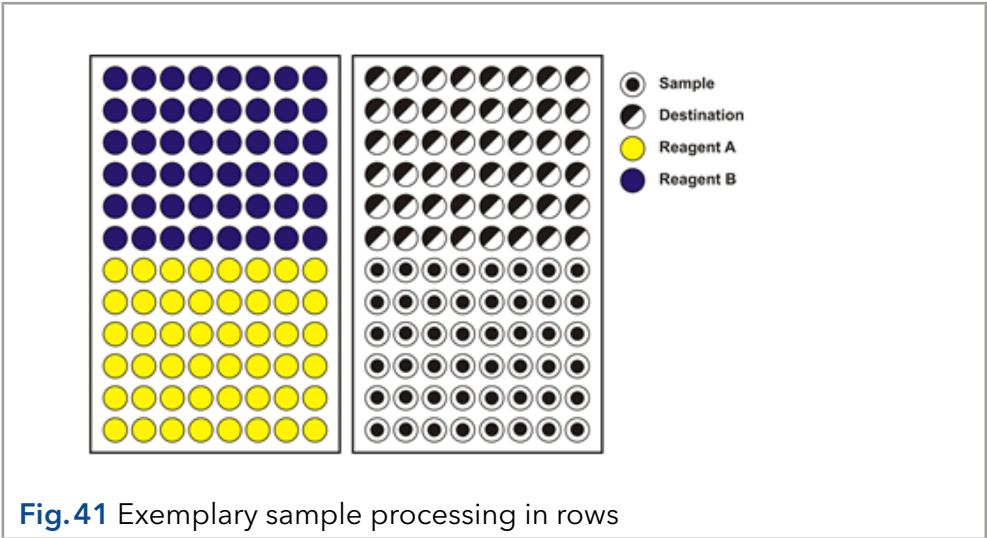 Sample
Destination
Reagent A
Reagent B
Fig.41 Exemplary sample processing in rows